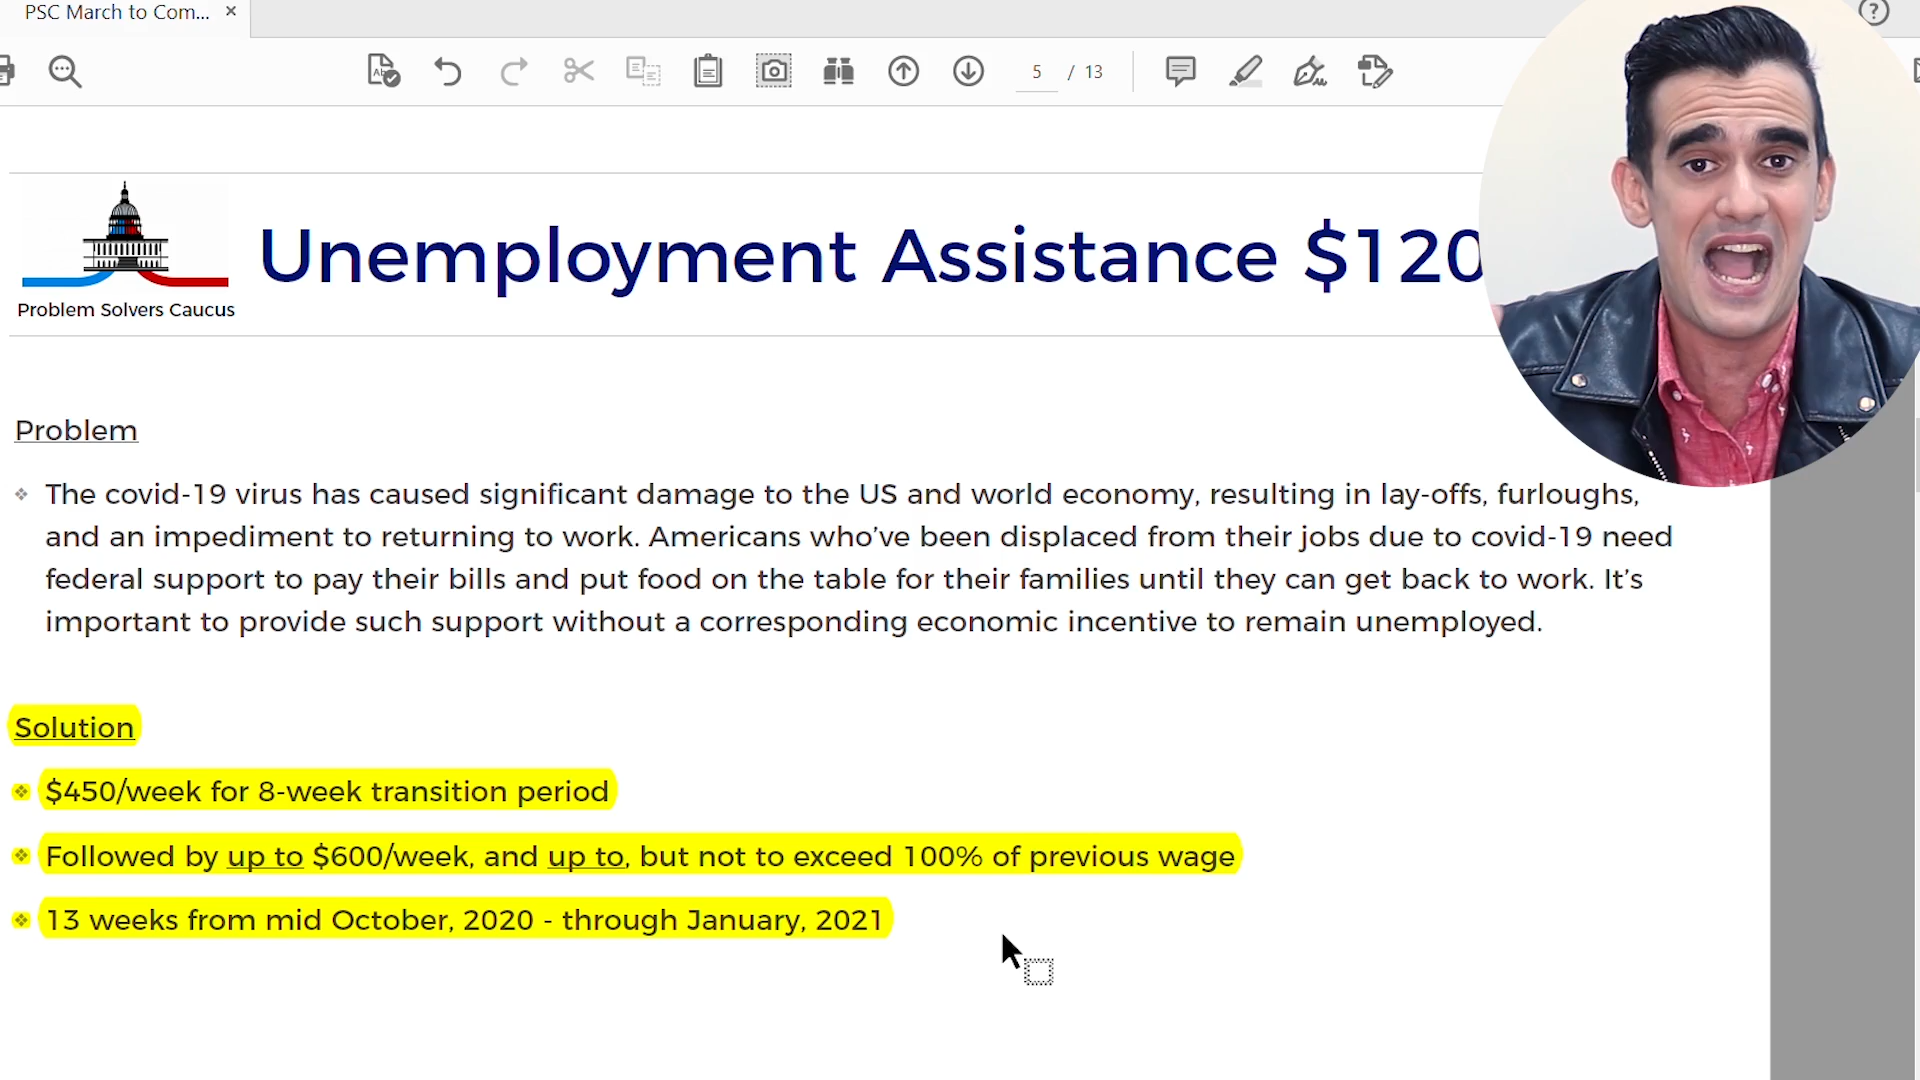 PSC March to Com...
5 / 13
Unemployment Assistance $120
Problem Solvers Caucus
Problem
The covid-19 virus has caused significant damage to the US and world economy, resulting in lay-offs, furloughs,
and an impediment to returning to work. Americans who've been displaced from their jobs due to covid-19 need
federal support to pay their bills and put food on the table for their families until they can get back to work. It's
important to provide such support without a corresponding economic incentive to remain unemployed.
Solution
$450/week for 8-week transition period
Followed by up to $600/week, and up to, but not to exceed 100% of previous wage
13 weeks from mid October, 2020 - through January, 2021